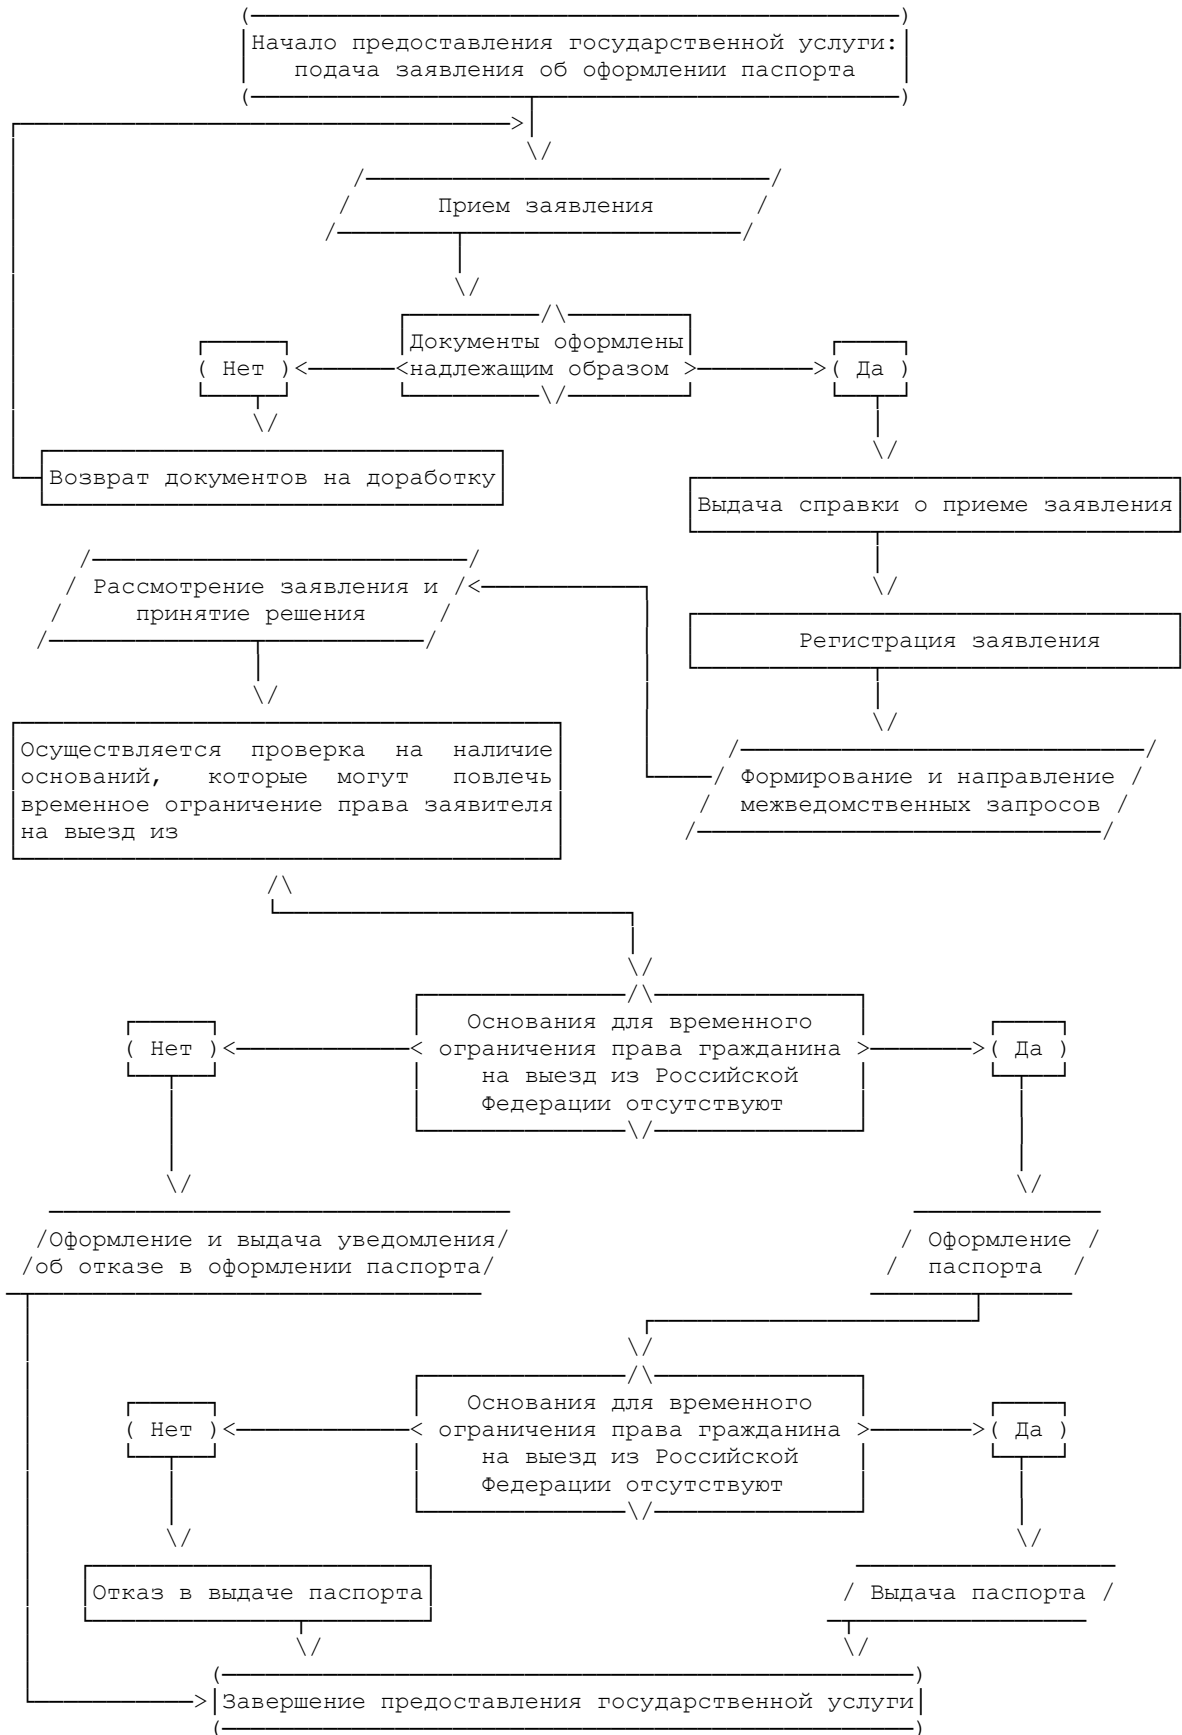 Начало предоставления государственной услуги:
подача заявления об оформлении паспорта
Прием заявления
Документы оформлены
надлежащим образом
Нет
Да
Возврат документов на доработку
Выдача справки о приеме заявления
Рассмотрение заявления и
принятие решения
Регистрация заявления
Осуществляется проверка на наличие
оснований, которые могут повлечь
временное ограничение права заявителя
на выезд из
Формирование и направление
межведомственных запросов
Основания для временного
ограничения права гражданина
на выезд из Российской
Федерации отсутствуют
Нет
Да
Оформление и выдача уведомления
об отказе в оформлении паспорта
Оформление
паспорта
Основания для временного
ограничения права гражданина
на выезд из Российской
Федерации отсутствуют
Нет
Да
Отказ в выдаче паспорта
Выдача паспорта
Завершение предоставления государственной услуги